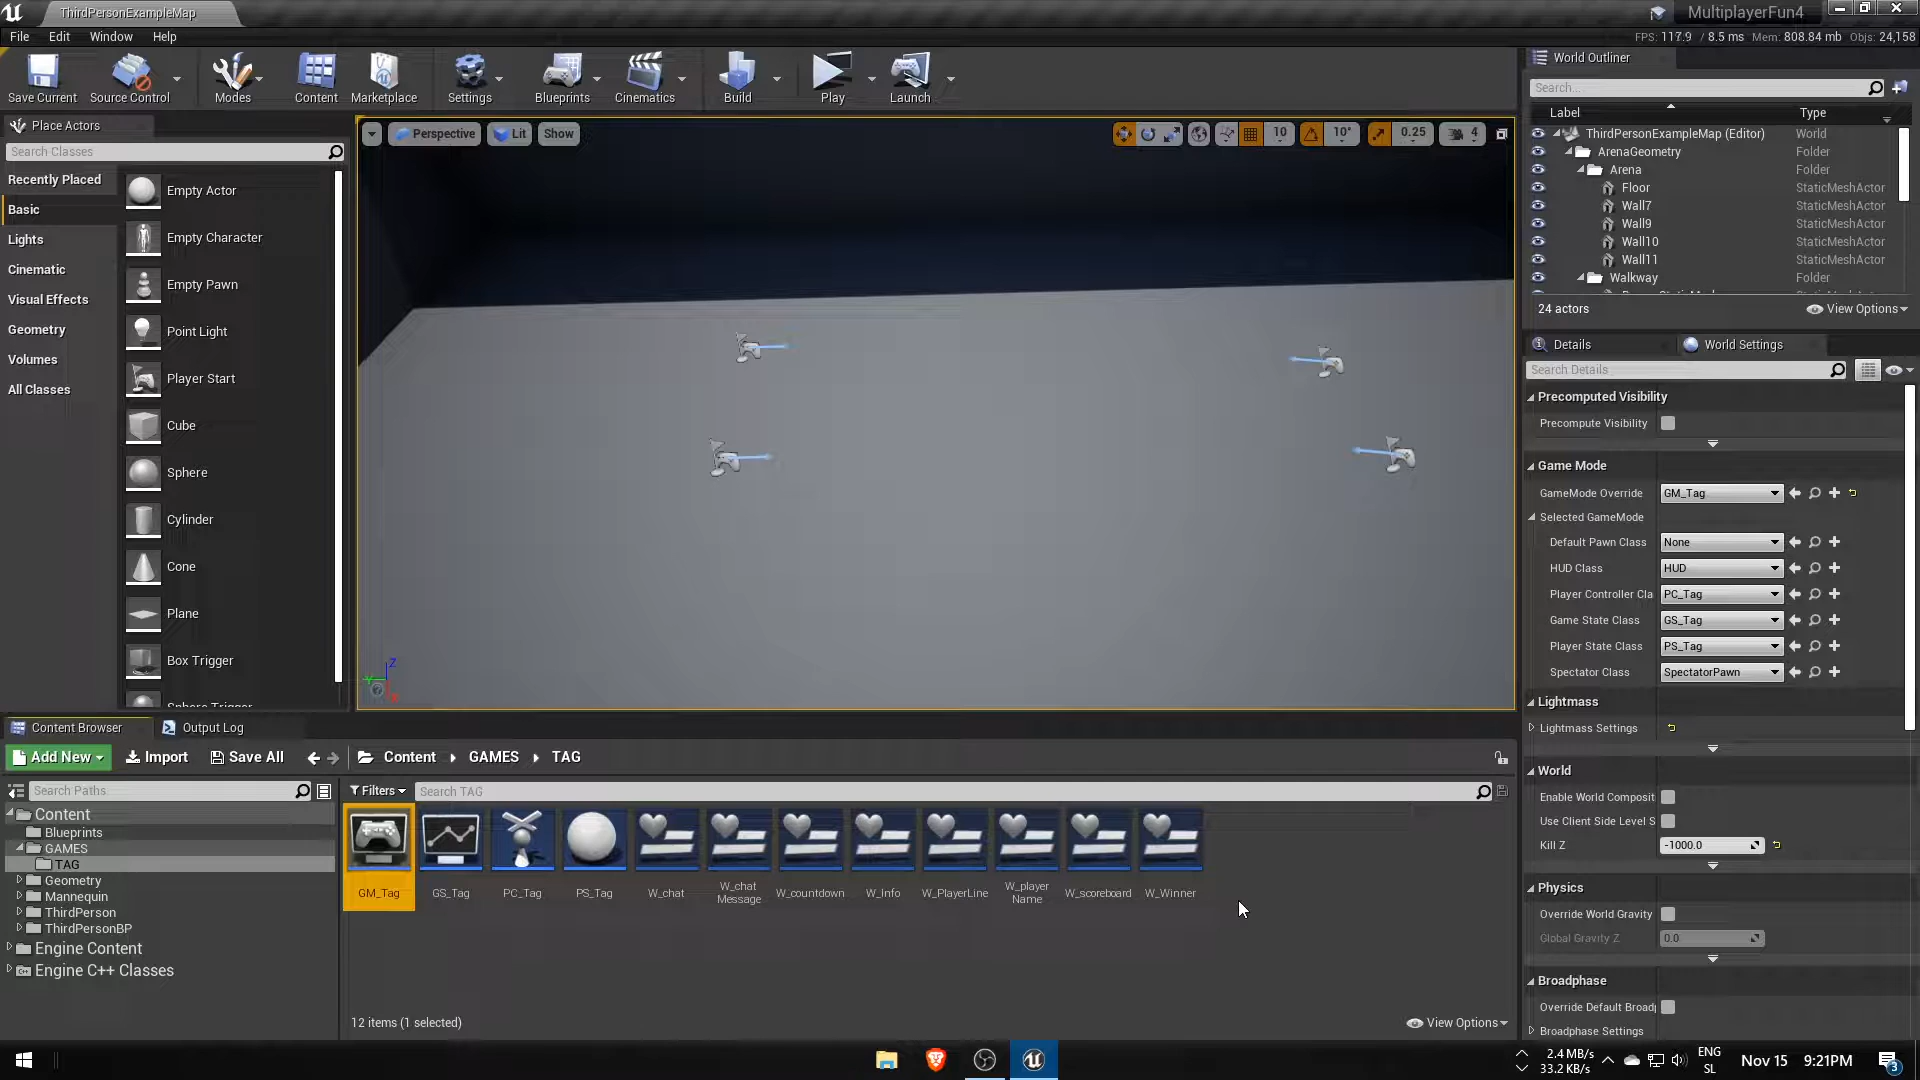 ThirdPersonExampleMap
MultiplayerFun4
File Edit Window Help
FPS: 117.9 / 8.5 ms Mem: 808.84 mb Objs: 24,158
Save Current Source Control Modes Content Marketplace Settings Blueprints Cinematics Build Play Launch
Place Actors
Search Classes
Recently Placed
Basic
Lights
Cinematic
Visual Effects
Geometry
Volumes
All Classes
Empty Actor
Empty Character
Empty Pawn
Point Light
Player Start
Cube
Sphere
Cylinder
Cone
Plane
Box Trigger
Sphere Trigger
Perspective Lit Show
10 10° 0.25 4
Z
World Outliner
Search...
Label Type
ThirdPersonExampleMap (Editor) World
ArenaGeometry Folder
Arena Folder
Floor StaticMeshActor
Wall7 StaticMeshActor
Wall9 StaticMeshActor
Wall10 StaticMeshActor
Wall11 StaticMeshActor
Walkway Folder
24 actors View Options
Details World Settings
Search Details
Precomputed Visibility
Precompute Visibility
Game Mode
GameMode Override GM_Tag
Selected GameMode
Default Pawn Class None
HUD Class HUD
Player Controller Cla PC_Tag
Game State Class GS_Tag
Player State Class PS_Tag
Spectator Class SpectatorPawn
Lightmass
Lightmass Settings
World
Enable World Composit
Use Client Side Level S
Kill Z -1000.0
Physics
Override World Gravity
Global Gravity Z 0.0
Broadphase
Override Default Broadp
Broadphase Settings
Content Browser Output Log
Add New Import Save All Content GAMES TAG
Search Paths
Content
Blueprints
GAMES
TAG
Geometry
Mannequin
ThirdPerson
ThirdPersonBP
Engine Content
Engine C++ Classes
Filters Search TAG
GM_Tag GS_Tag PC_Tag PS_Tag W_chat W_chat Message W_countdown W_Info W_PlayerLine W_player Name W_scoreboard W_Winner
12 items (1 selected) View Options
2.4 MB/s
33.2 KB/s
ENG
SL
Nov 15 9:21PM
3